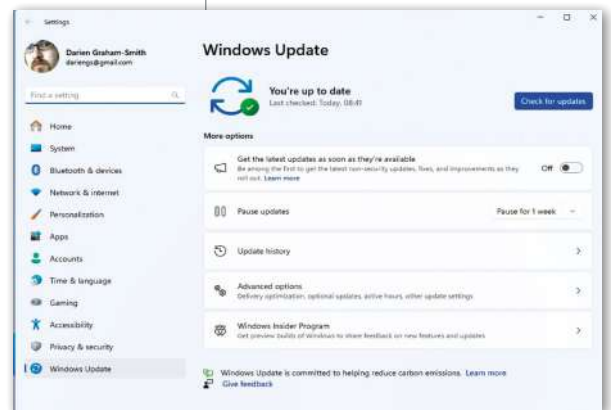 Settings
Darien Graham-Smith
dariengs@gmail.com
Find a setting
Home
System
Bluetooth & devices
Network & internet
Personalization
Apps
Accounts
Time & language
Gaming
Accessibility
Privacy & security
Windows Update
Windows Update
You're up to date
Last checked: Today, 08:41
Check for updates
More options
Get the latest updates as soon as they're available
Be among the first to get the latest non-security updates, fixes, and improvements as they
roll out. Learn more
Off
Pause updates
Pause for 1 week
Update history
Advanced options
Delivery optimization, optional updates, active hours, other update settings
Windows Insider Program
Get preview builds of Windows to share feedback on new features and updates
Windows Update is committed to helping reduce carbon emissions. Learn more
Give feedback